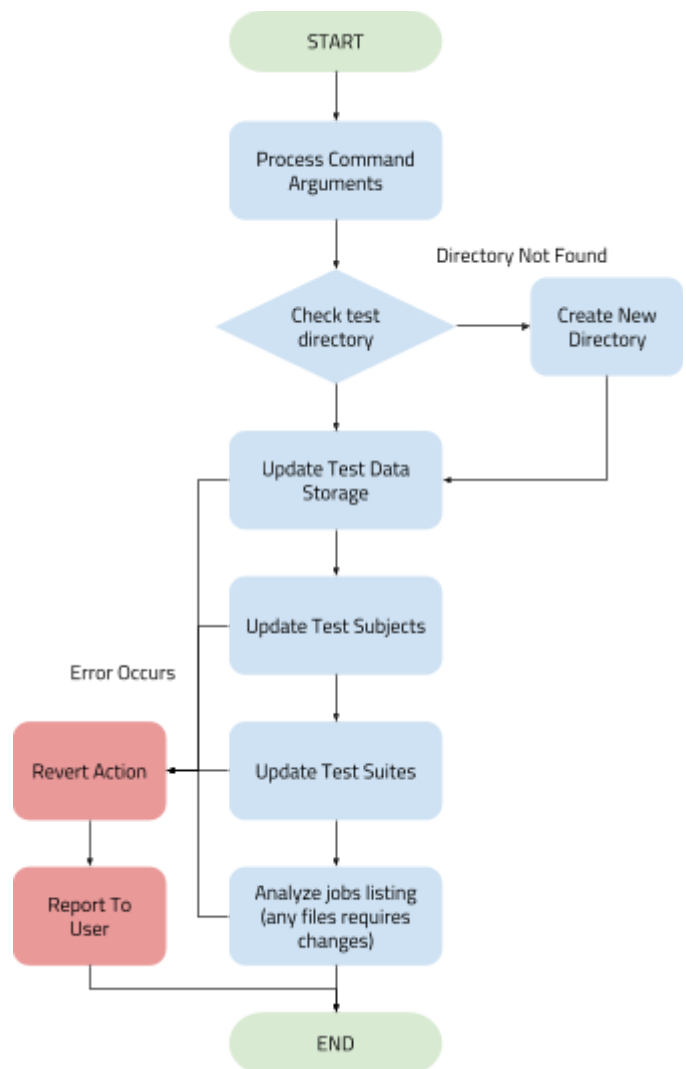 START
Process Command
Arguments
Directory Not Found
Check test
directory
Create New
Directory
Update Test Data
Storage
Update Test Subjects
Error Occurs
Revert Action
Update Test Suites
Report To
User
Analyze jobs listing
(any files requires
changes)
END